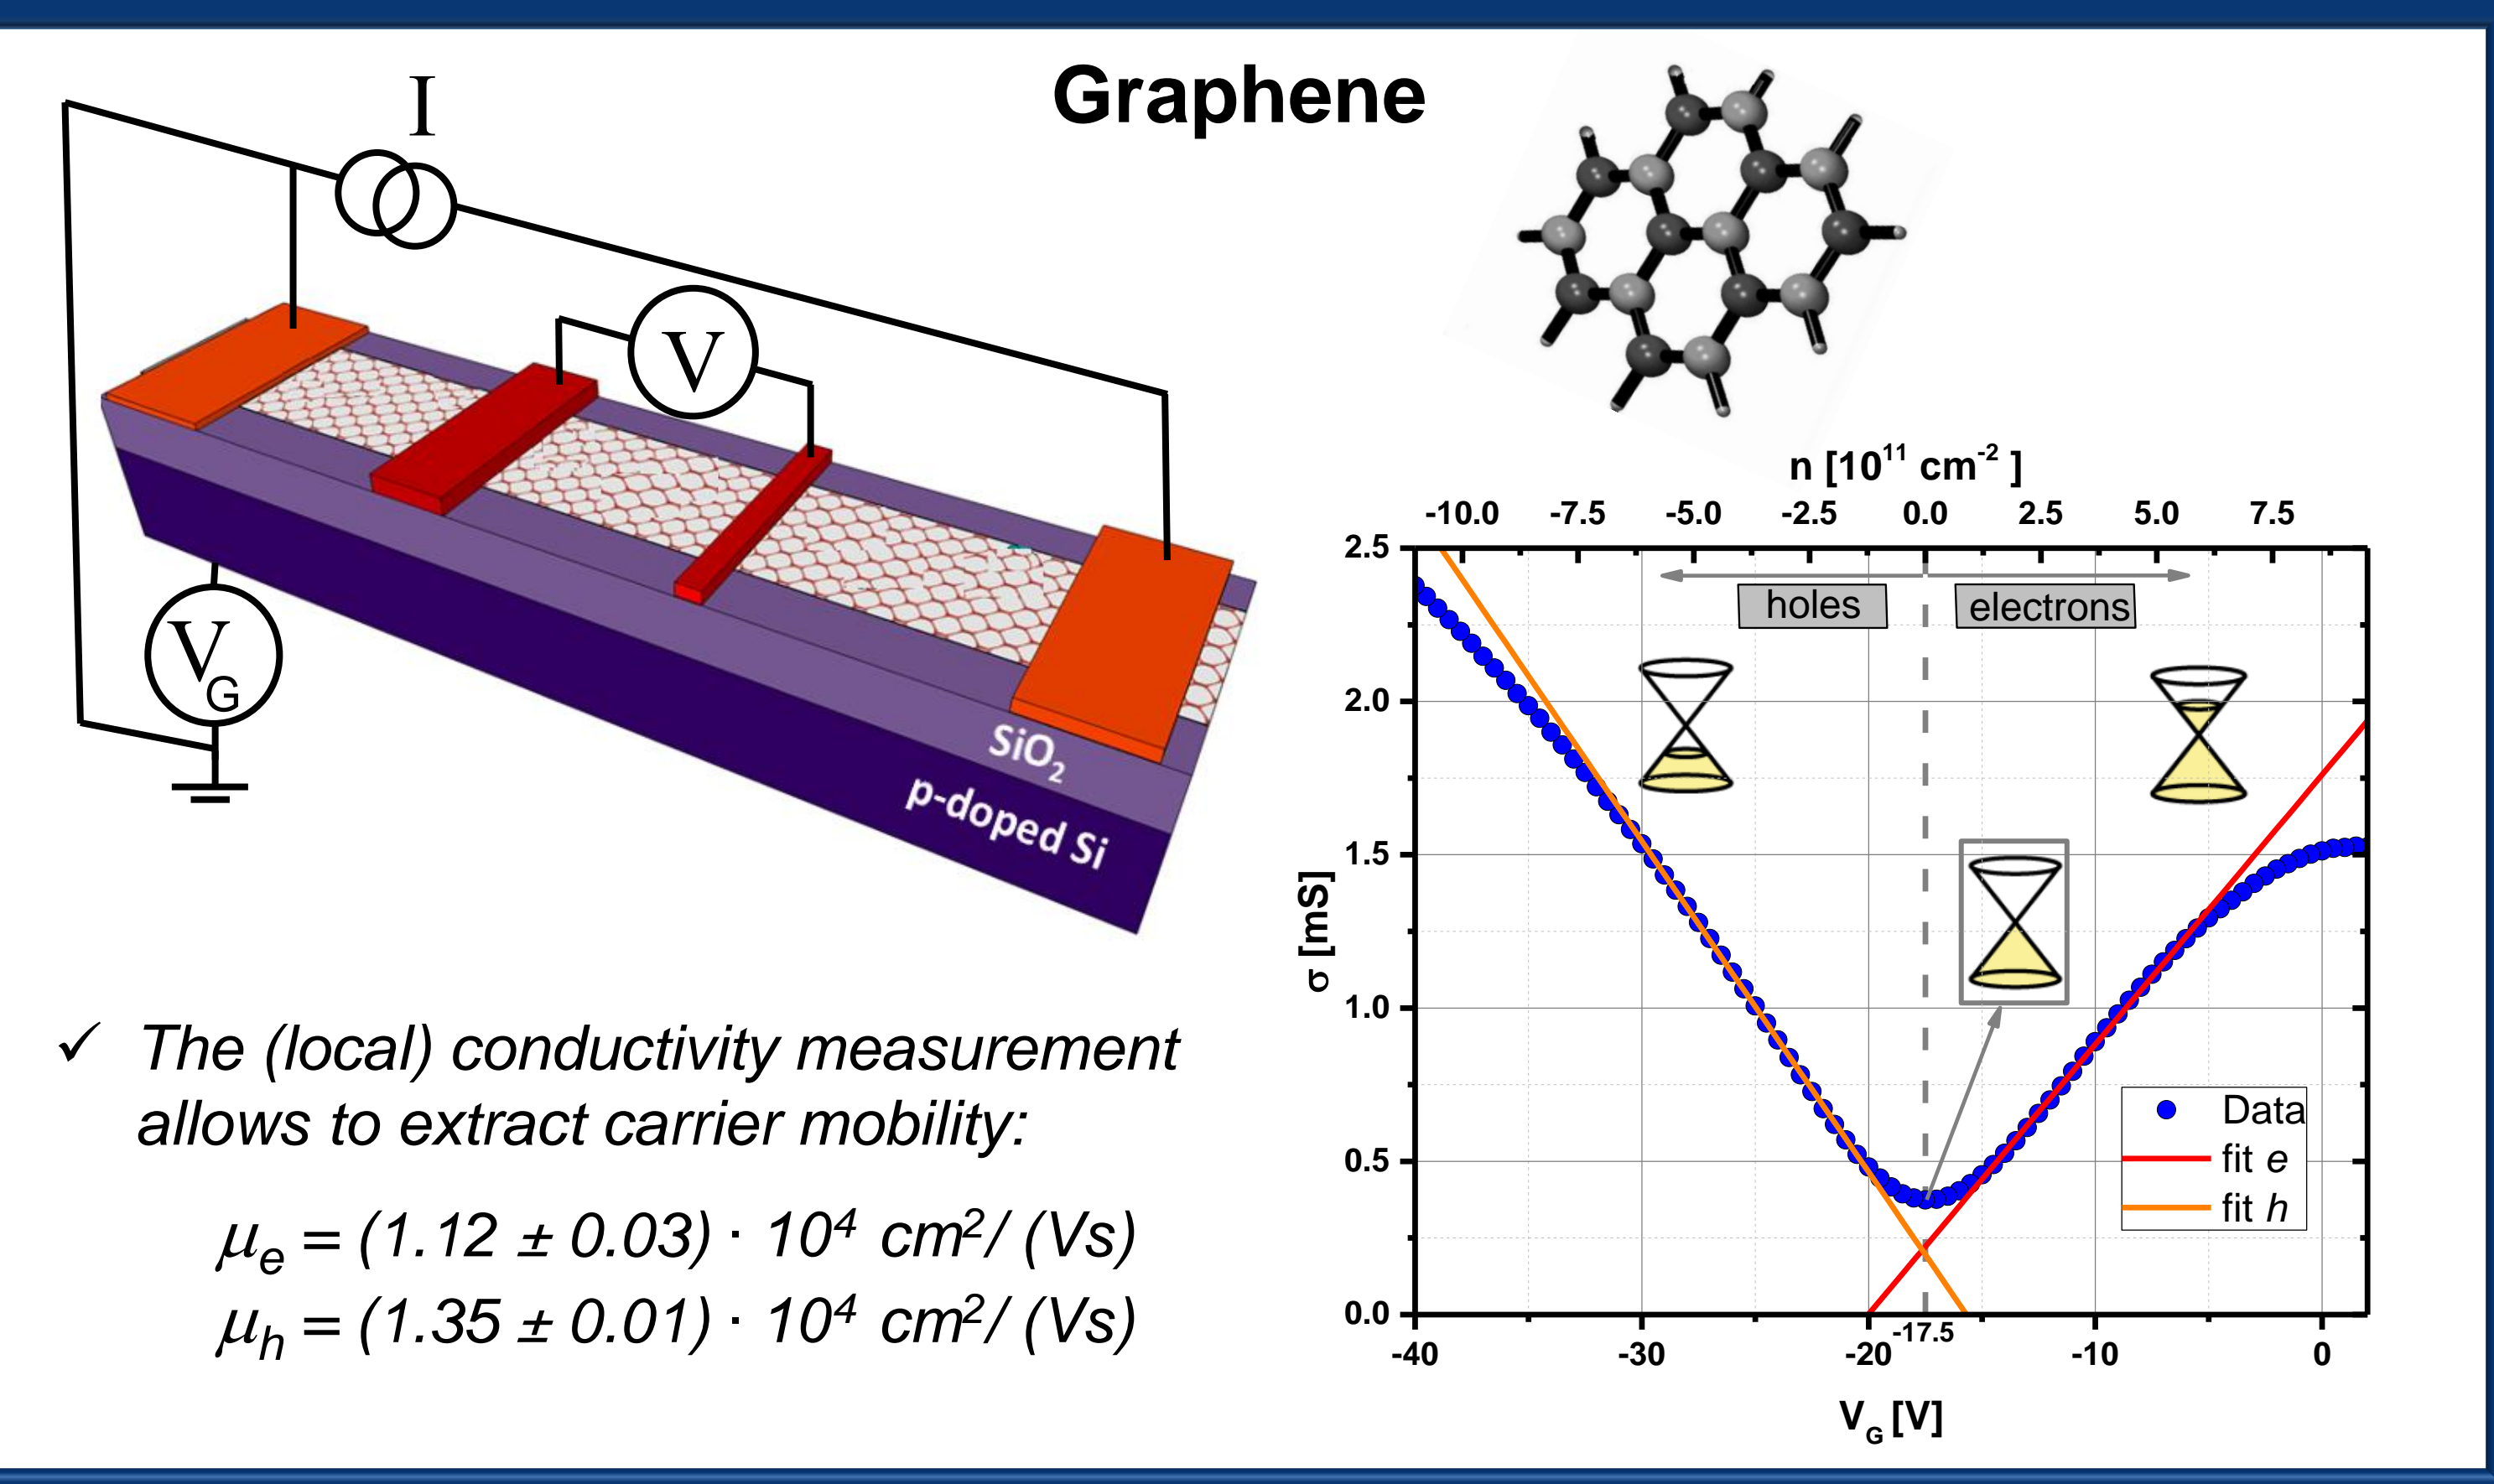 Graphene
I
V
V_G
SiO₂
p-doped Si
✓ The (local) conductivity measurement
allows to extract carrier mobility:
μ_e = (1.12 ± 0.03) · 10⁴ cm²/ (Vs)
μ_h = (1.35 ± 0.01) · 10⁴ cm²/ (Vs)
n [10¹¹ cm⁻² ]
-10.0 -7.5 -5.0 -2.5 0.0 2.5 5.0 7.5
holes electrons
2.5
2.0
1.5
1.0
0.5
0.0
σ [mS]
Data
fit e
fit h
-17.5
-40 -30 -20 -10 0
V_G [V]